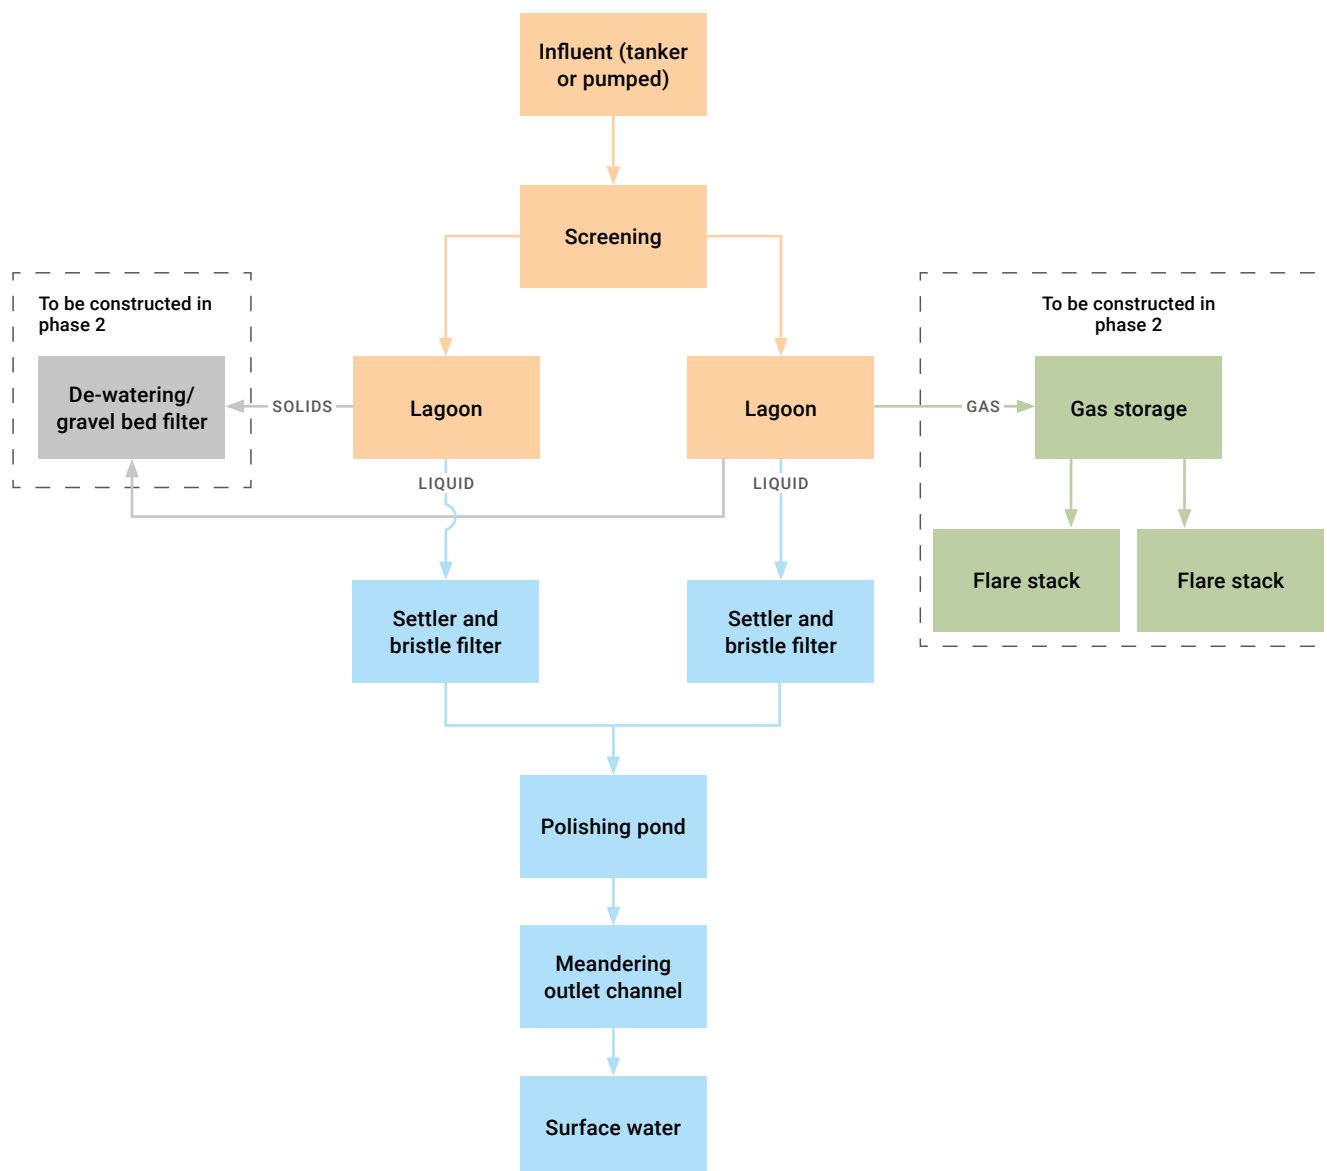 Influent (tanker
or pumped)
Screening
To be constructed in
phase 2
To be constructed in
phase 2
De-watering/
gravel bed filter
SOLIDS
Lagoon
Lagoon
GAS
Gas storage
LIQUID
LIQUID
Flare stack
Flare stack
Settler and
bristle filter
Settler and
bristle filter
Polishing pond
Meandering
outlet channel
Surface water